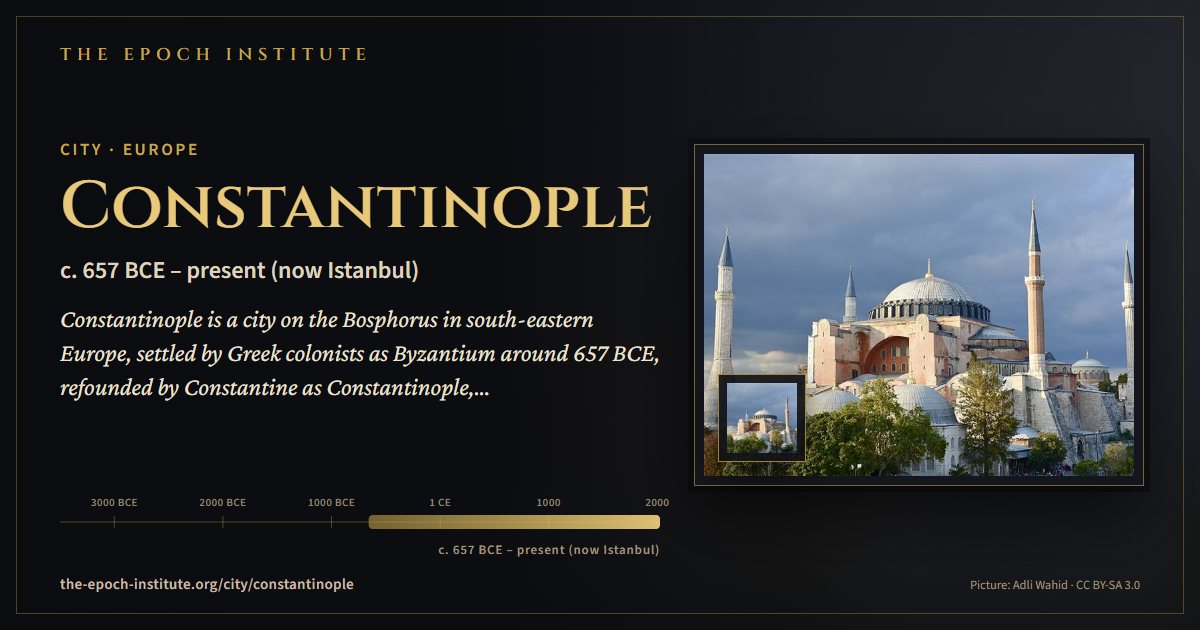 THE EPOCH INSTITUTE
CITY · EUROPE
CONSTANTINOPLE
c. 657 BCE – present (now Istanbul)
Constantinople is a city on the Bosphorus in south-eastern
Europe, settled by Greek colonists as Byzantium around 657 BCE,
refounded by Constantine as Constantinople,...
3000 BCE 2000 BCE 1000 BCE 1 CE 1000 2000
c. 657 BCE – present (now Istanbul)
the-epoch-institute.org/city/constantinople
Picture: Adli Wahid · CC BY-SA 3.0